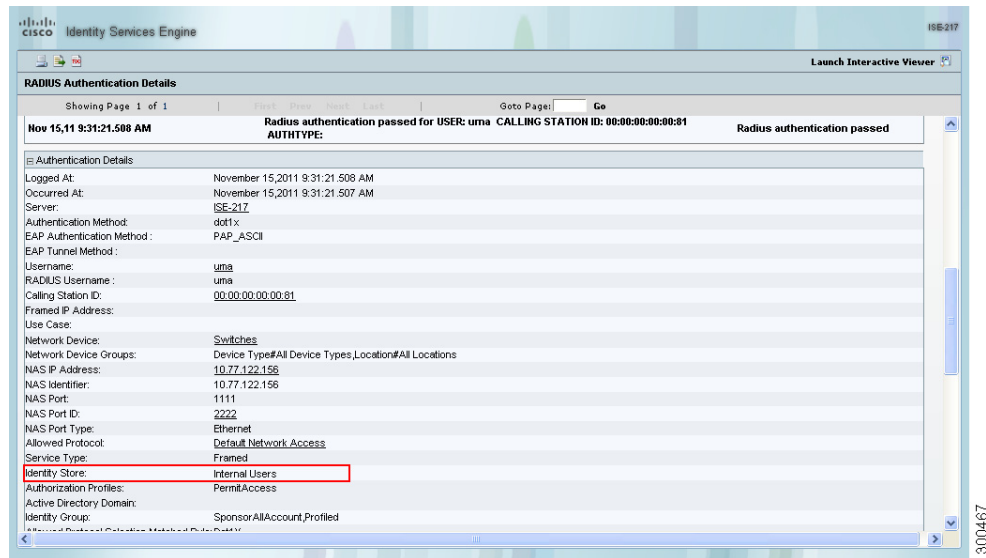 cisco Identity Services Engine ISE-217
Launch Interactive Viewer
RADIUS Authentication Details
Showing Page 1 of 1 | First Prev Next Last | Goto Page: Go
Nov 15,11 9:31:21.508 AM Radius authentication passed for USER: uma CALLING STATION ID: 00:00:00:00:00:81 AUTHTYPE: Radius authentication passed
Authentication Details
Logged At: November 15,2011 9:31:21.508 AM
Occurred At: November 15,2011 9:31:21.507 AM
Server: ISE-217
Authentication Method: dot1x
EAP Authentication Method : PAP_ASCII
EAP Tunnel Method :
Username: uma
RADIUS Username : uma
Calling Station ID: 00:00:00:00:00:81
Framed IP Address:
Use Case:
Network Device: Switches
Network Device Groups: Device Type#All Device Types,Location#All Locations
NAS IP Address: 10.77.122.156
NAS Identifier: 10.77.122.156
NAS Port: 1111
NAS Port ID: 2222
NAS Port Type: Ethernet
Allowed Protocol: Default Network Access
Service Type: Framed
Identity Store: Internal Users
Authorization Profiles: PermitAccess
Active Directory Domain:
Identity Group: SponsorAllAccount,Profiled
Allowed Protocol Selection Matched Rule: Dot1X
300467